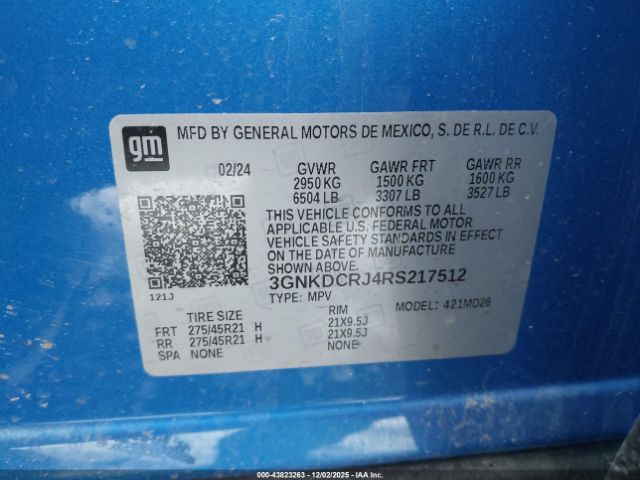 gm
MFD BY GENERAL MOTORS DE MEXICO, S. DE R.L. DE C.V.
02/24 GVWR GAWR FRT GAWR RR
2950 KG 1500 KG 1600 KG
6504 LB 3307 LB 3527 LB
THIS VEHICLE CONFORMS TO ALL
APPLICABLE U.S. FEDERAL MOTOR
VEHICLE SAFETY STANDARDS IN EFFECT
ON THE DATE OF MANUFACTURE
SHOWN ABOVE.
3GNKDCRJ4RS217512
121J
TYPE: MPV MODEL: 421MD26
TIRE SIZE RIM
FRT 275/45R21 H 21X9.5J
RR 275/45R21 H 21X9.5J
SPA NONE NONE
000-43823263 - 12/02/2025 - IAA Inc.